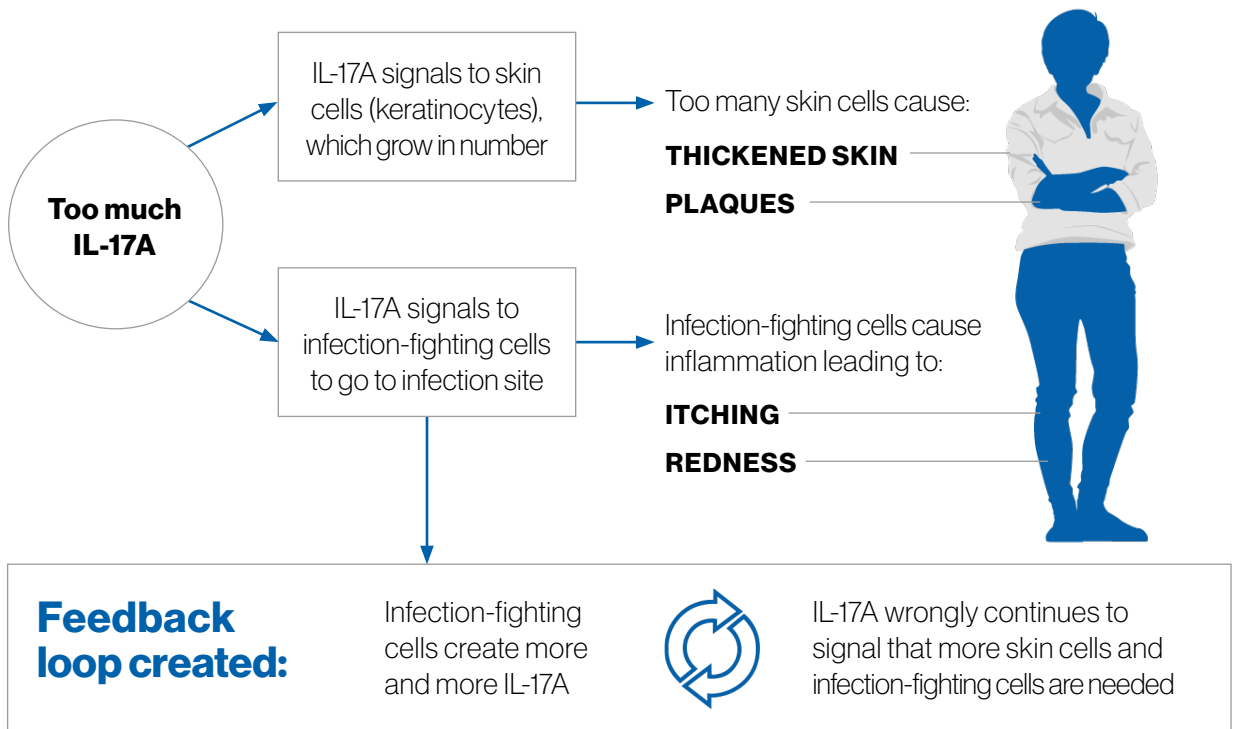 Too much
IL-17A
IL-17A signals to skin
cells (keratinocytes),
which grow in number
Too many skin cells cause:
THICKENED SKIN
PLAQUES
IL-17A signals to
infection-fighting cells
to go to infection site
Infection-fighting cells cause
inflammation leading to:
ITCHING
REDNESS
Feedback
loop created:
Infection-fighting
cells create more
and more IL-17A
IL-17A wrongly continues to
signal that more skin cells and
infection-fighting cells are needed